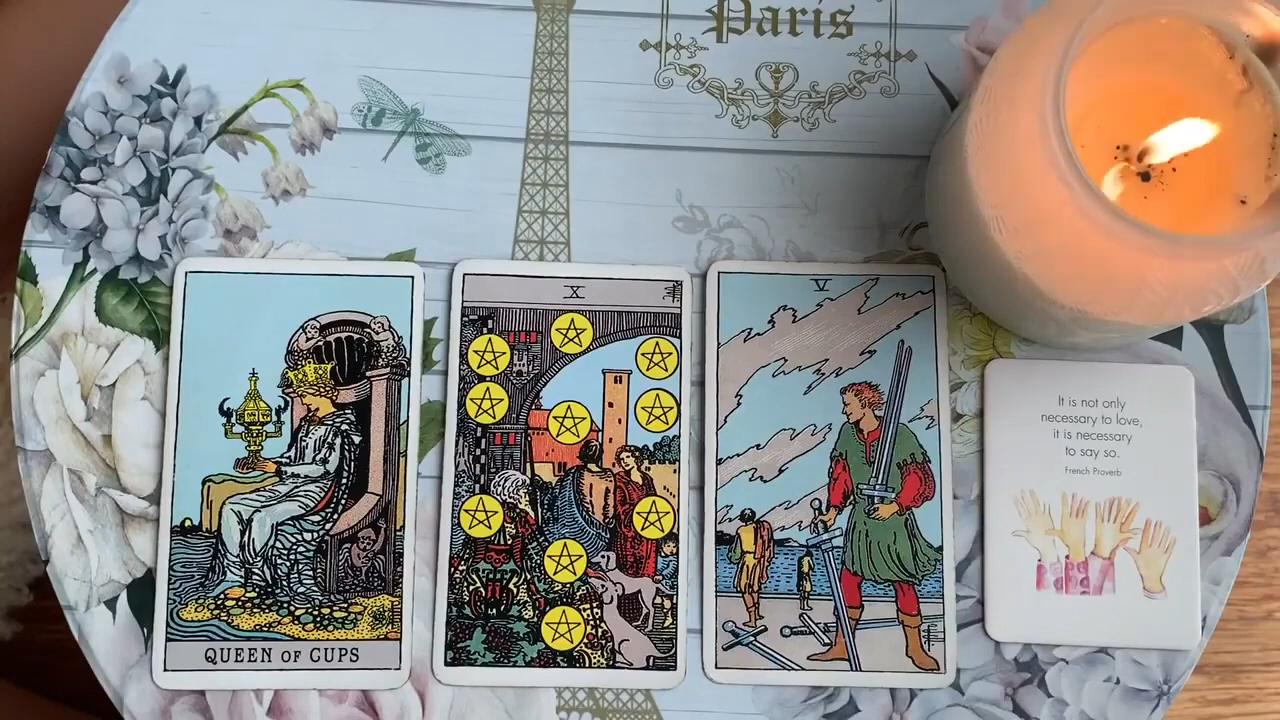 Paris
QUEEN OF CUPS
X
V
It is not only
necessary to love,
it is necessary
to say so.
French Proverb